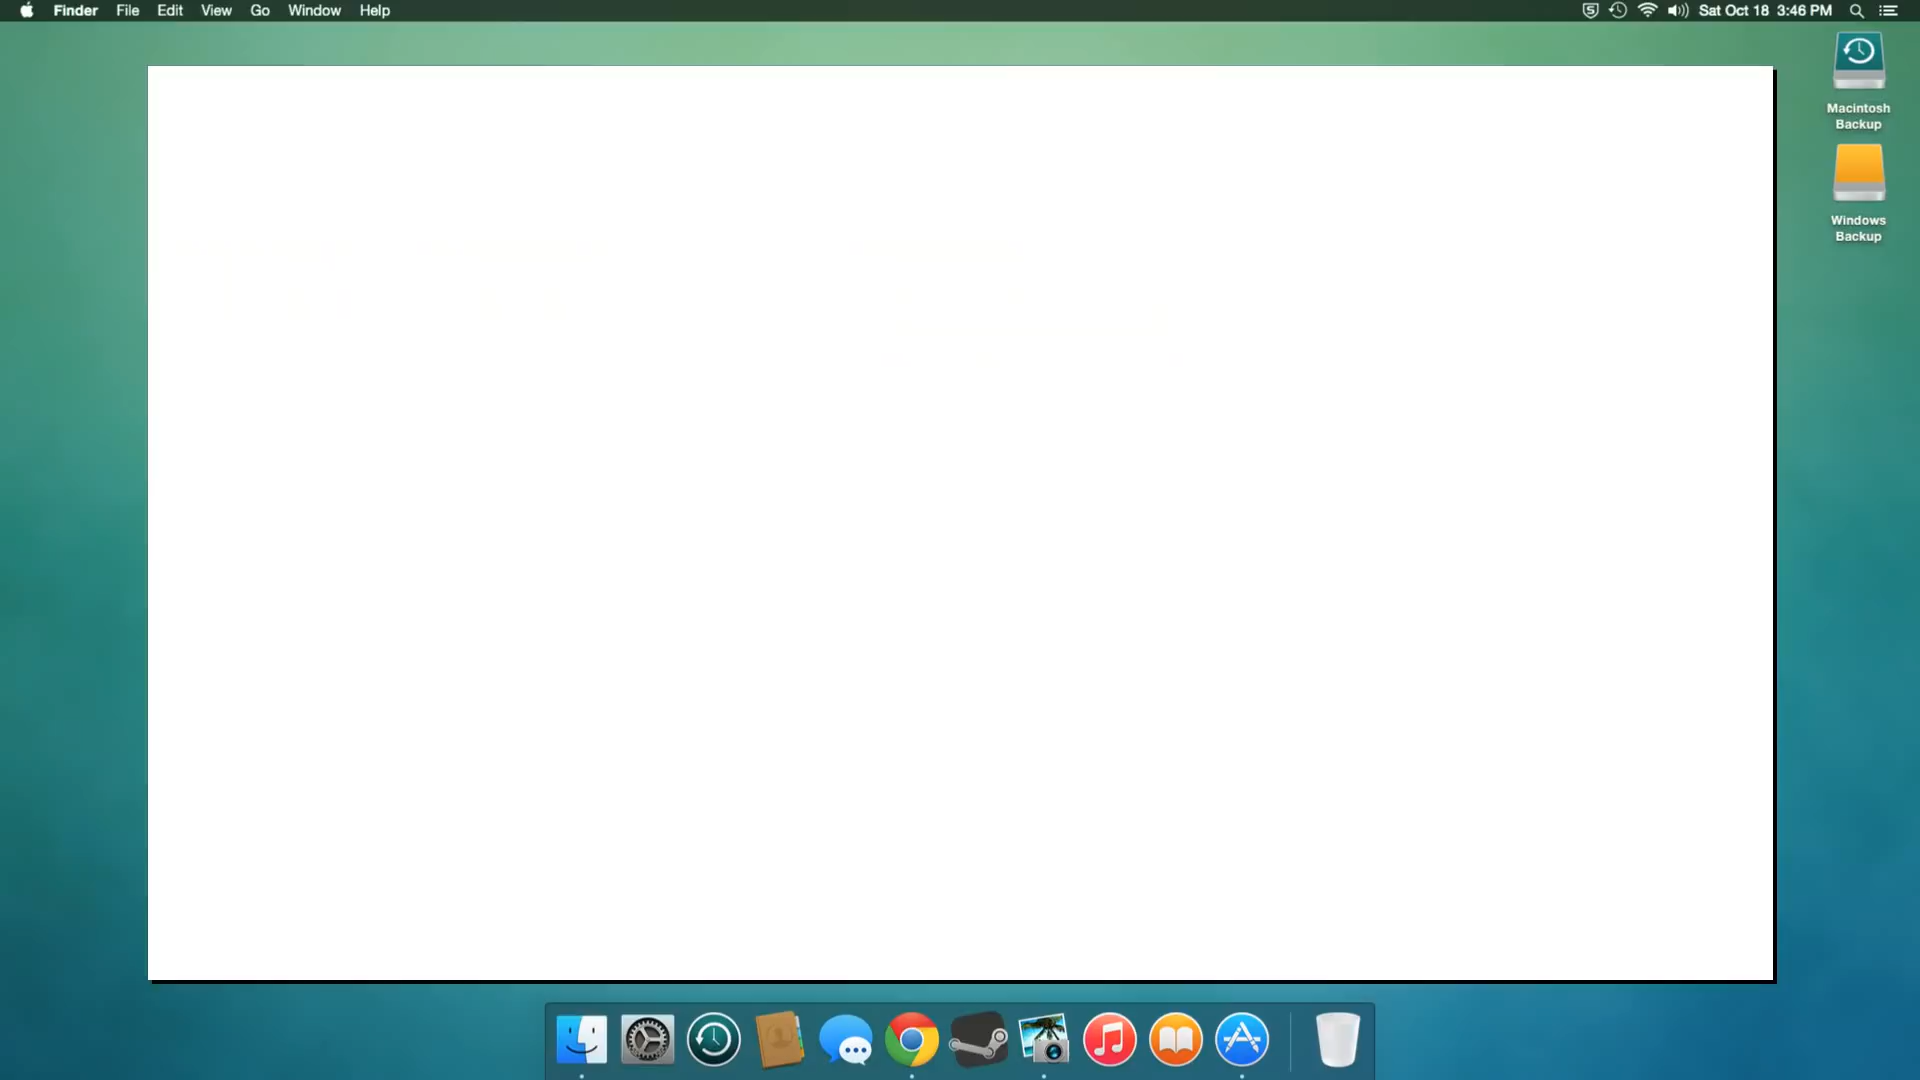 Finder File Edit View Go Window Help
Sat Oct 18 3:46 PM
Macintosh
Backup
Windows
Backup